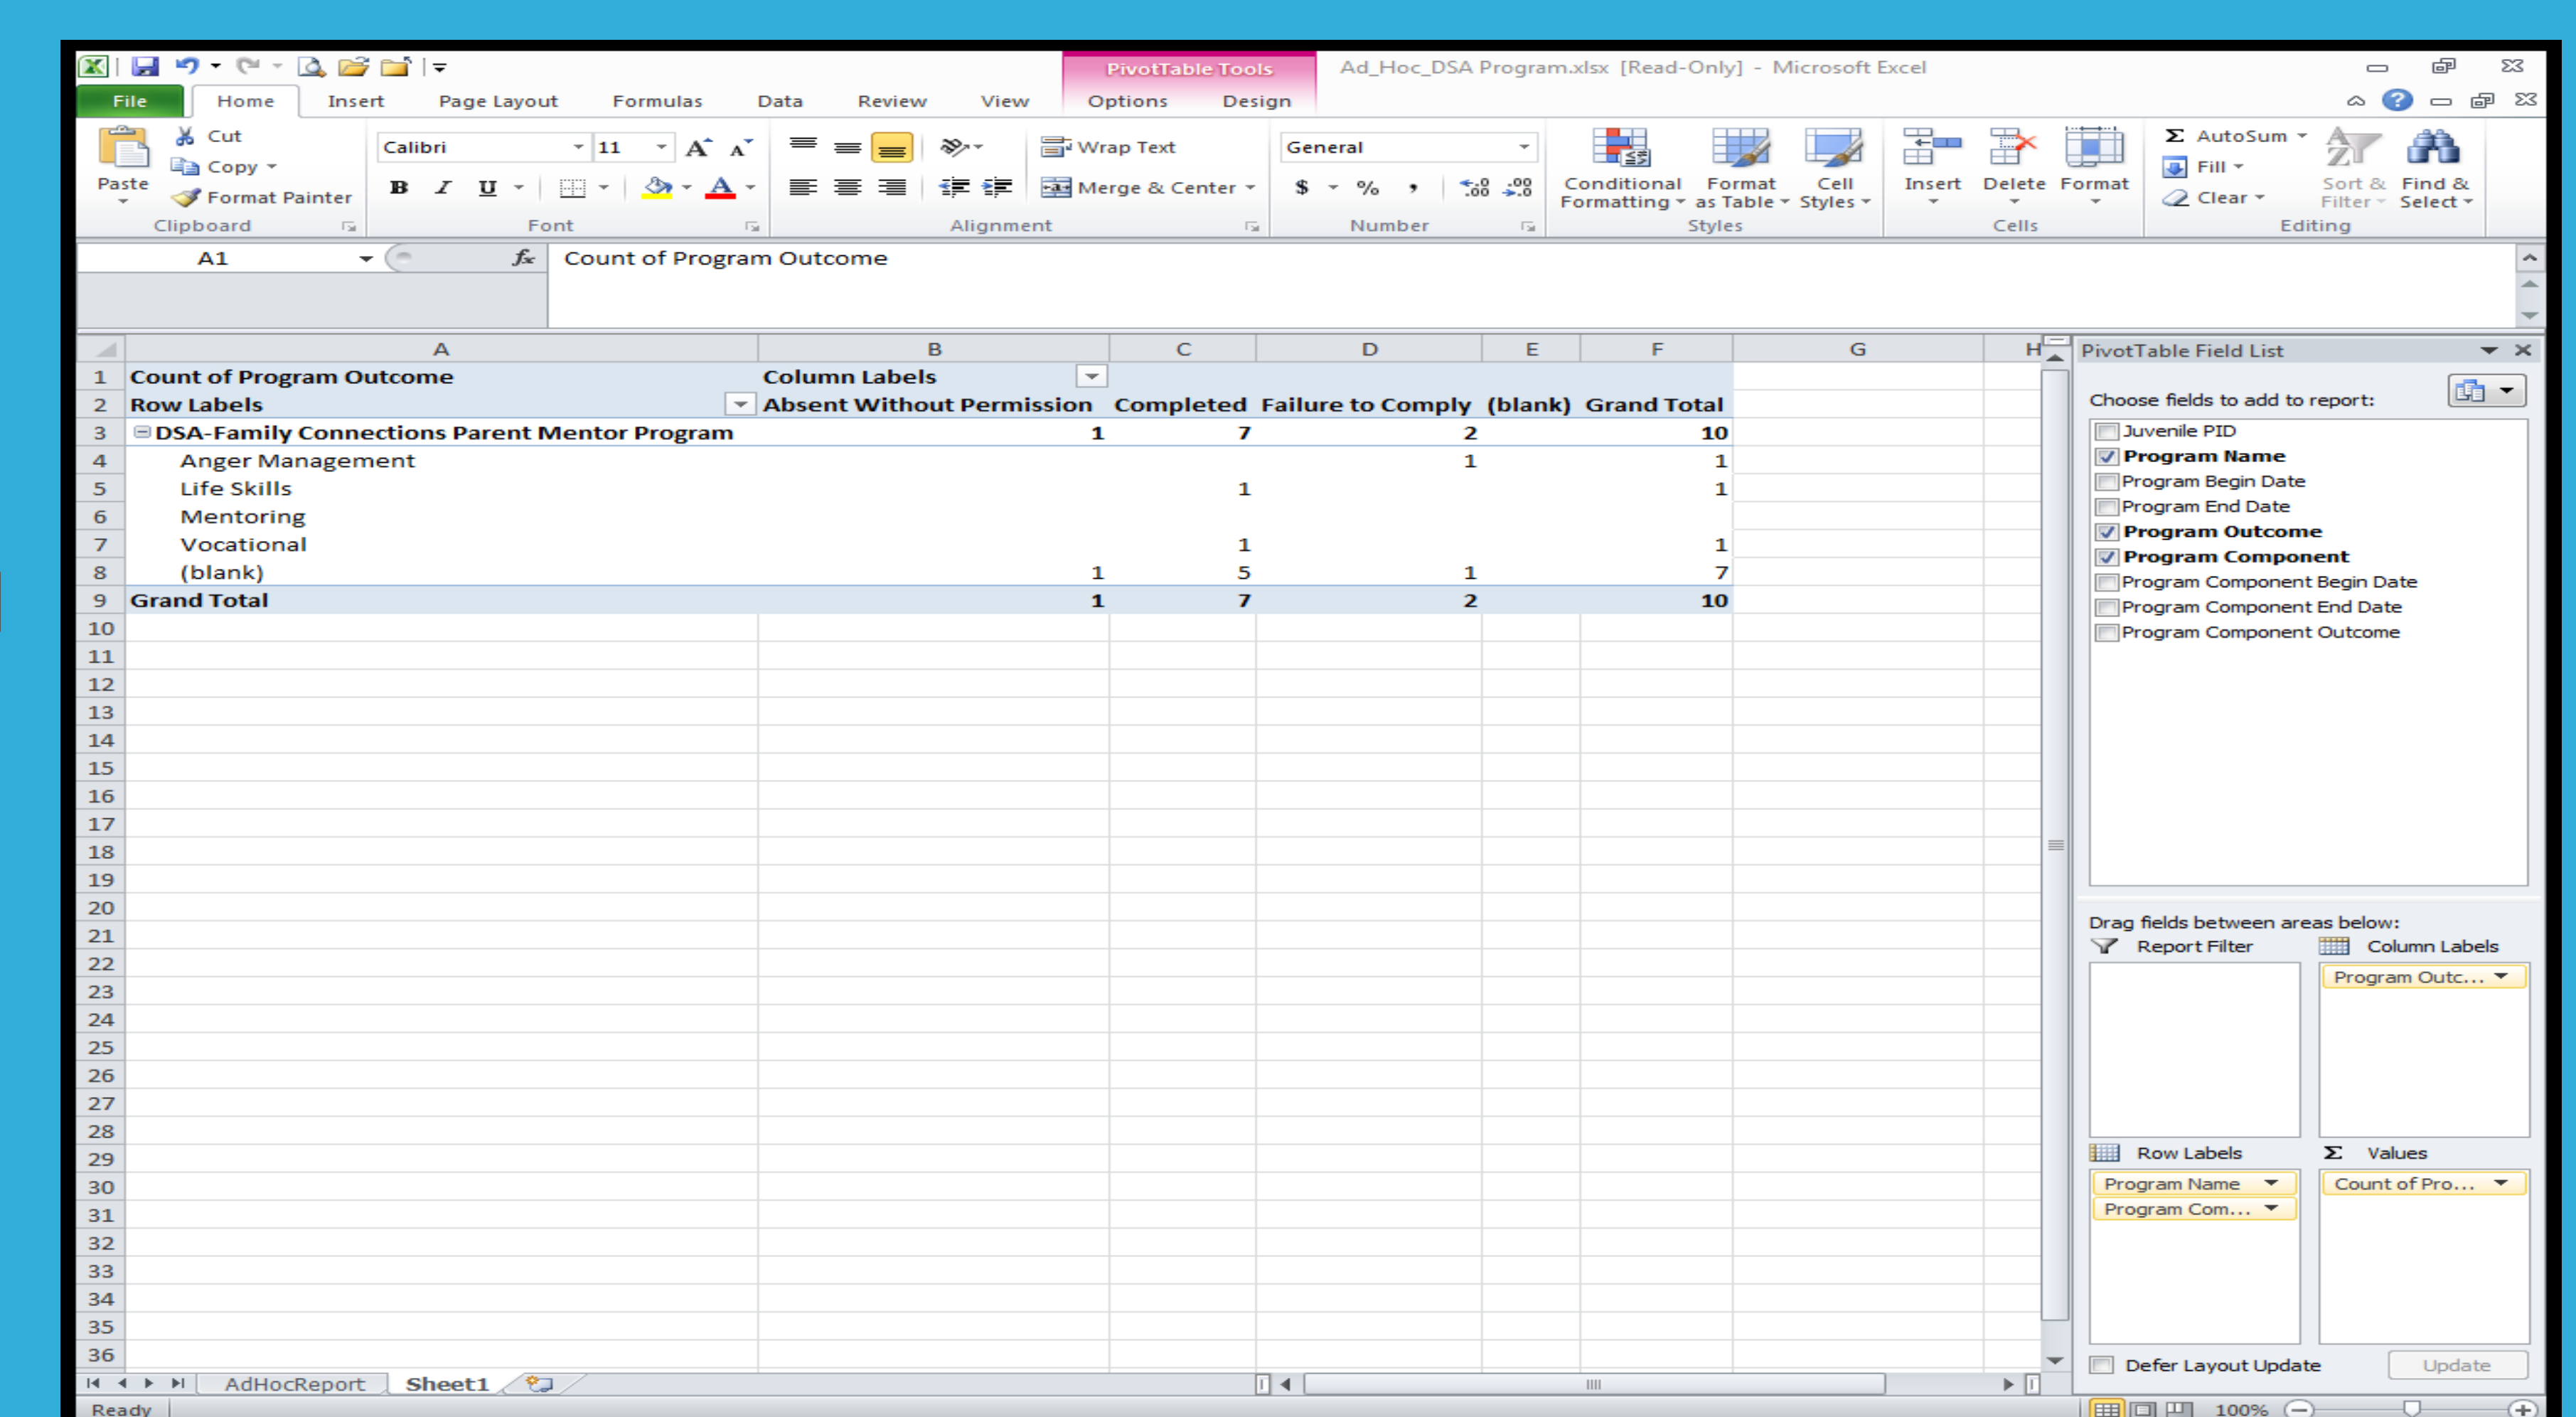 PivotTable Tools
Ad_Hoc_DSA Program.xlsx [Read-Only] - Microsoft Excel
File Home Insert Page Layout Formulas Data Review View Options Design
Paste
Cut
Copy
Format Painter
Clipboard
Calibri 11
B I U
A
Font
Wrap Text
Merge & Center
Alignment
General
$ % ,
Number
Conditional Formatting
Format as Table
Cell Styles
Styles
Insert Delete Format
Cells
Σ AutoSum
Fill
Clear
Sort & Filter
Find & Select
Editing
A1 fx Count of Program Outcome
A B C D E F G H
1 Count of Program Outcome Column Labels
2 Row Labels Absent Without Permission Completed Failure to Comply (blank) Grand Total
3 DSA-Family Connections Parent Mentor Program 1 7 2 10
4 Anger Management 1 1
5 Life Skills 1 1
6 Mentoring
7 Vocational 1 1
8 (blank) 1 5 1 7
9 Grand Total 1 7 2 10
10
11
12
13
14
15
16
17
18
19
20
21
22
23
24
25
26
27
28
29
30
31
32
33
34
35
36
AdHocReport Sheet1
Ready
PivotTable Field List
Choose fields to add to report:
Juvenile PID
Program Name
Program Begin Date
Program End Date
Program Outcome
Program Component
Program Component Begin Date
Program Component End Date
Program Component Outcome
Drag fields between areas below:
Report Filter
Column Labels
Program Outc...
Row Labels
Σ Values
Program Name
Program Com...
Count of Pro...
Defer Layout Update
Update
100%